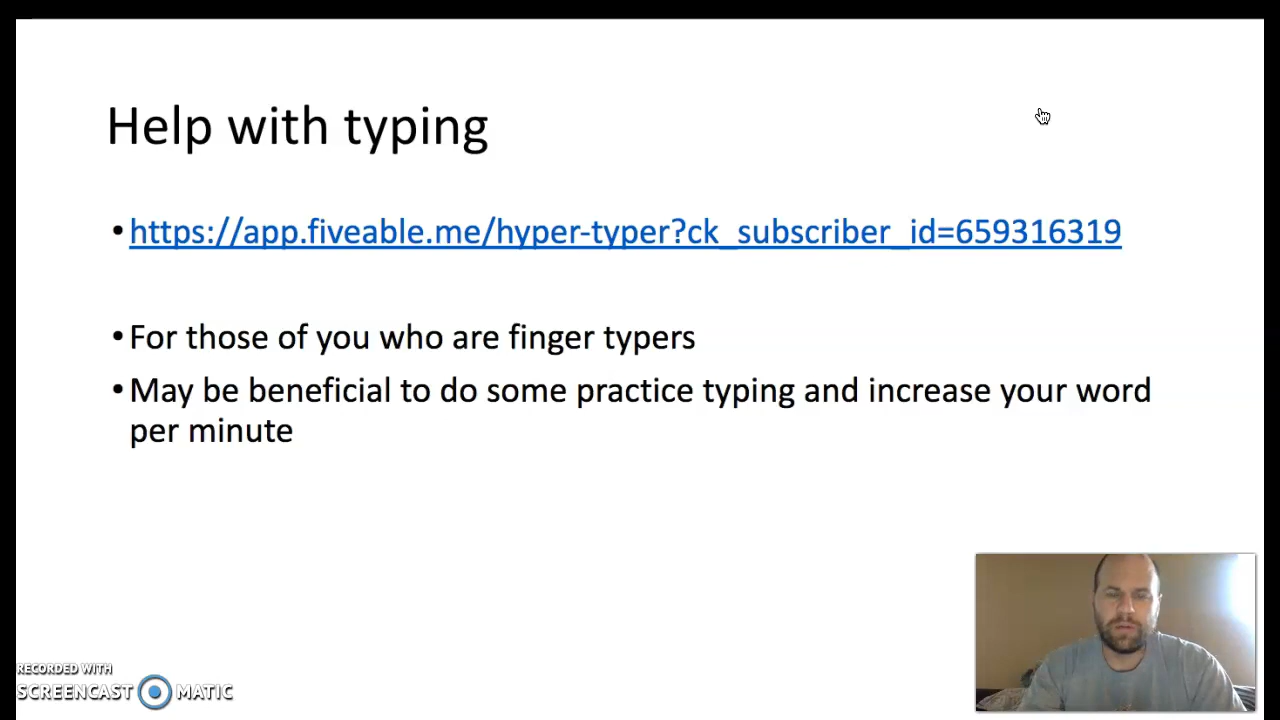 Help with typing
• https://app.fiveable.me/hyper-typer?ck_subscriber_id=659316319
• For those of you who are finger typers
• May be beneficial to do some practice typing and increase your word
per minute
RECORDED WITH
SCREENCAST MATIC